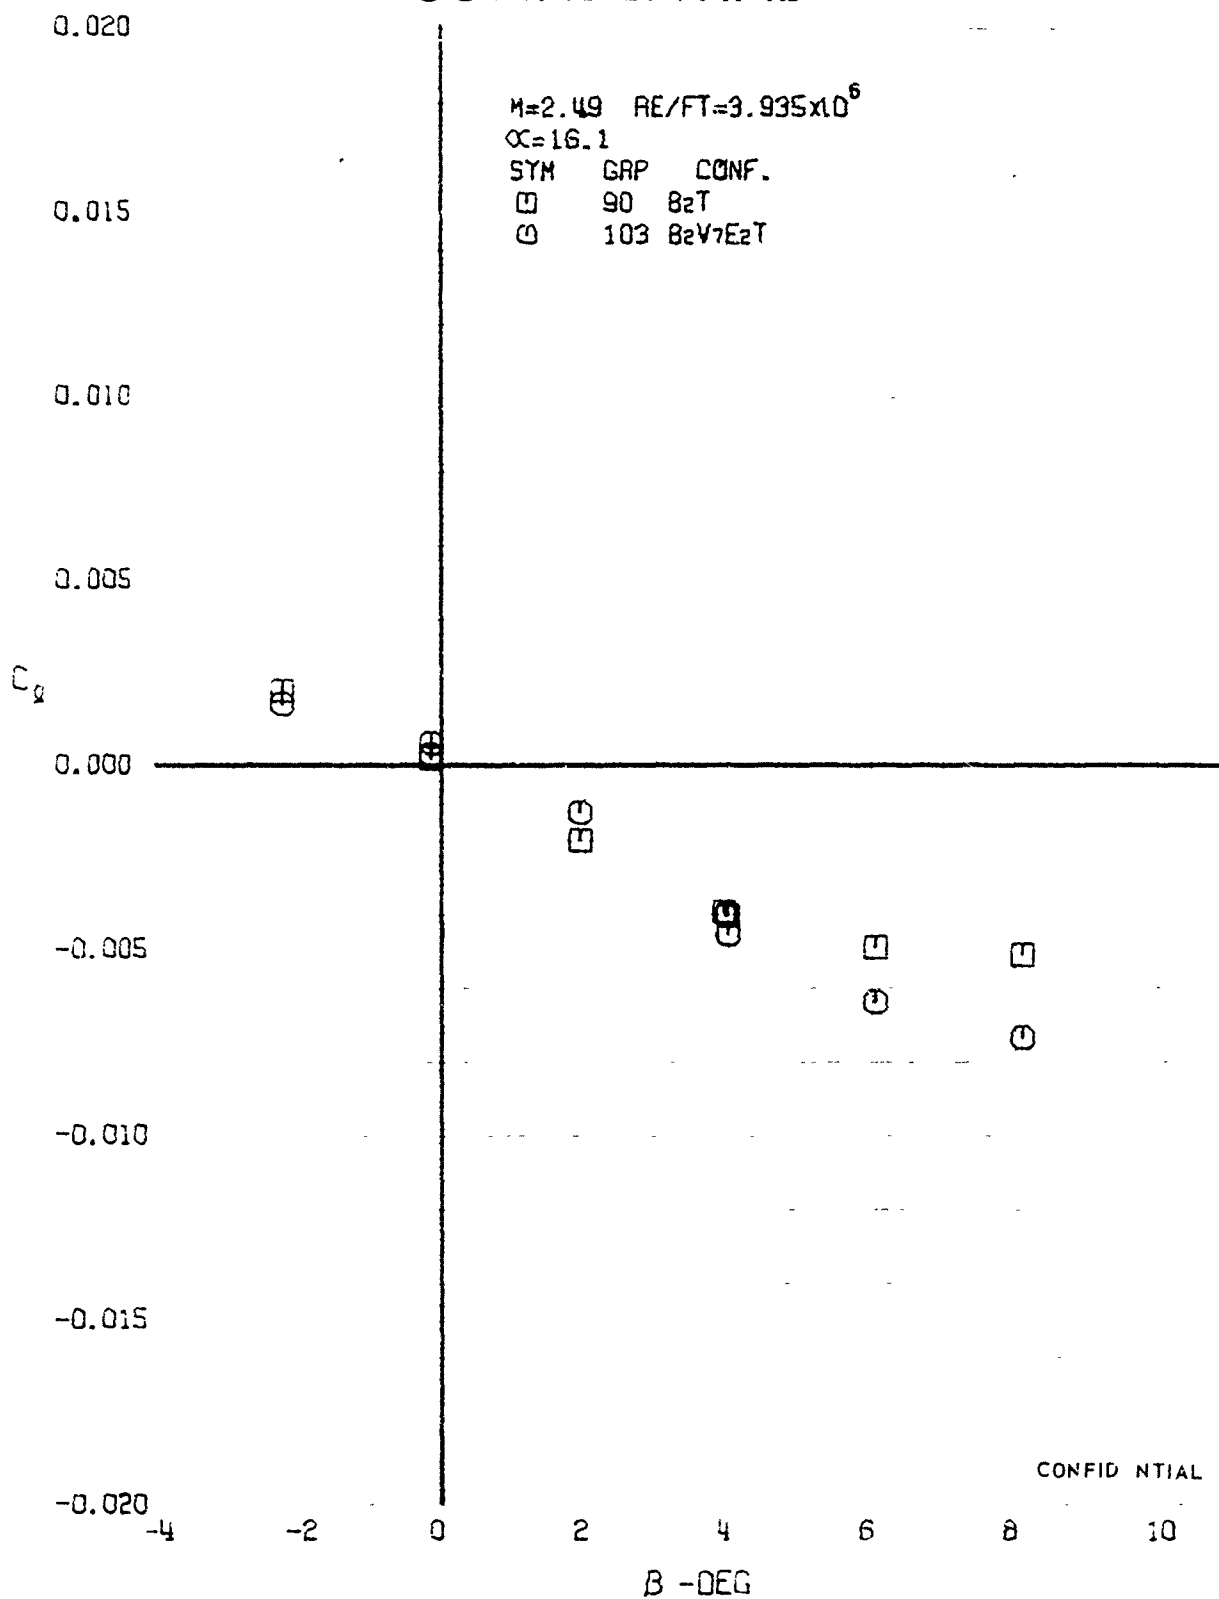 0.020
M=2.49 RE/FT=3.935x10⁶
α=16.1
SYM GRP CONF.
90 B2T
103 B2V7E2T
0.015
0.010
0.005
Cℓ
0.000
-0.005
-0.010
-0.015
CONFID NTIAL
-0.020
-4 -2 0 2 4 6 8 10
β -DEG